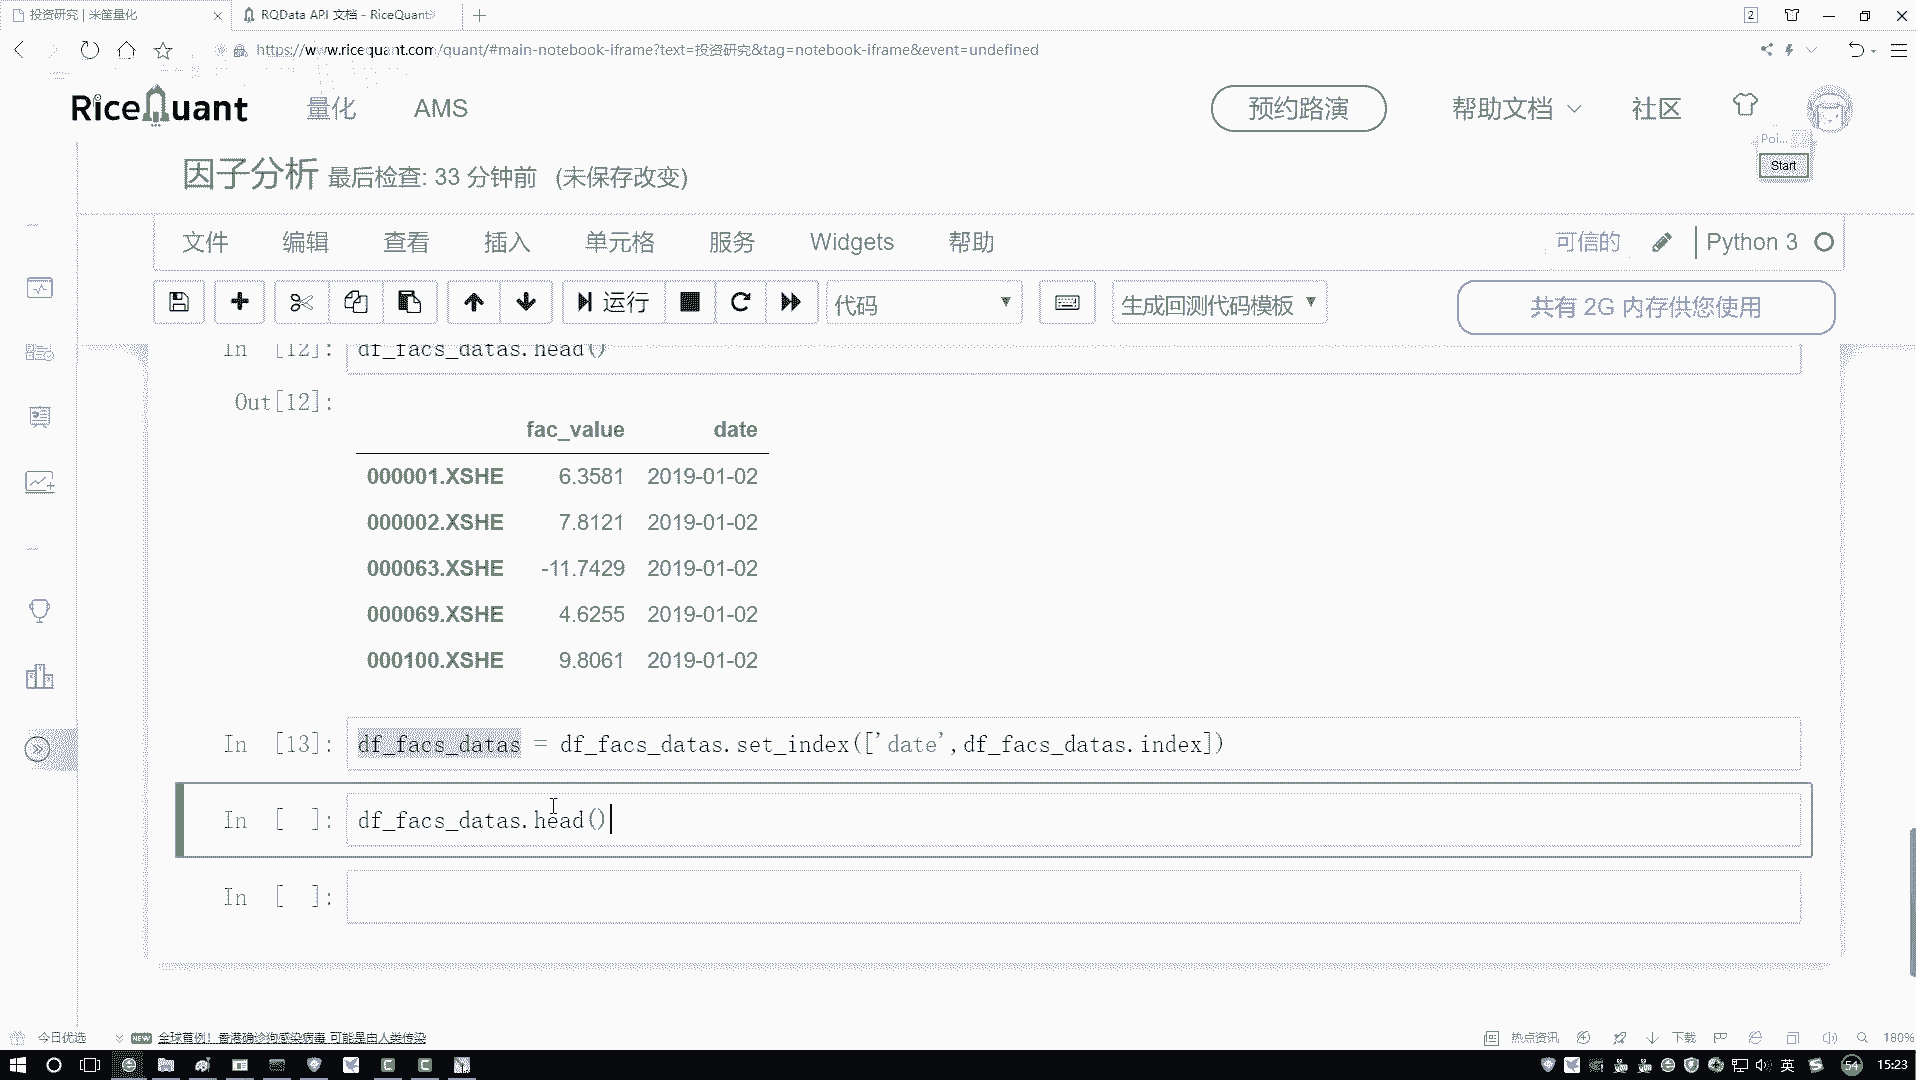 投资研究 | 米筐量化
RQData API 文档 - RiceQuant
2
https://www.ricequant.com/quant/#main-notebook-iframe?text=投资研究&tag=notebook-iframe&event=undefined
RiceQuant 量化 AMS 预约路演 帮助文档 社区
Poi...
Start
因子分析 最后检查: 33 分钟前 (未保存改变)
文件 编辑 查看 插入 单元格 服务 Widgets 帮助 可信的 Python 3
运行 代码 生成回测代码模板 共有 2G 内存供您使用
In [12]: df_facs_datas.head()
Out[12]:
fac_value date
000001.XSHE 6.3581 2019-01-02
000002.XSHE 7.8121 2019-01-02
000063.XSHE -11.7429 2019-01-02
000069.XSHE 4.6255 2019-01-02
000100.XSHE 9.8061 2019-01-02
In [13]: df_facs_datas = df_facs_datas.set_index(['date',df_facs_datas.index])
In [ ]: df_facs_datas.head()
In [ ]:
今日优选 NEW 全球首例！香港确诊狗感染病毒 可能是由人类传染 热点资讯 下载 180%
英 54 15:23